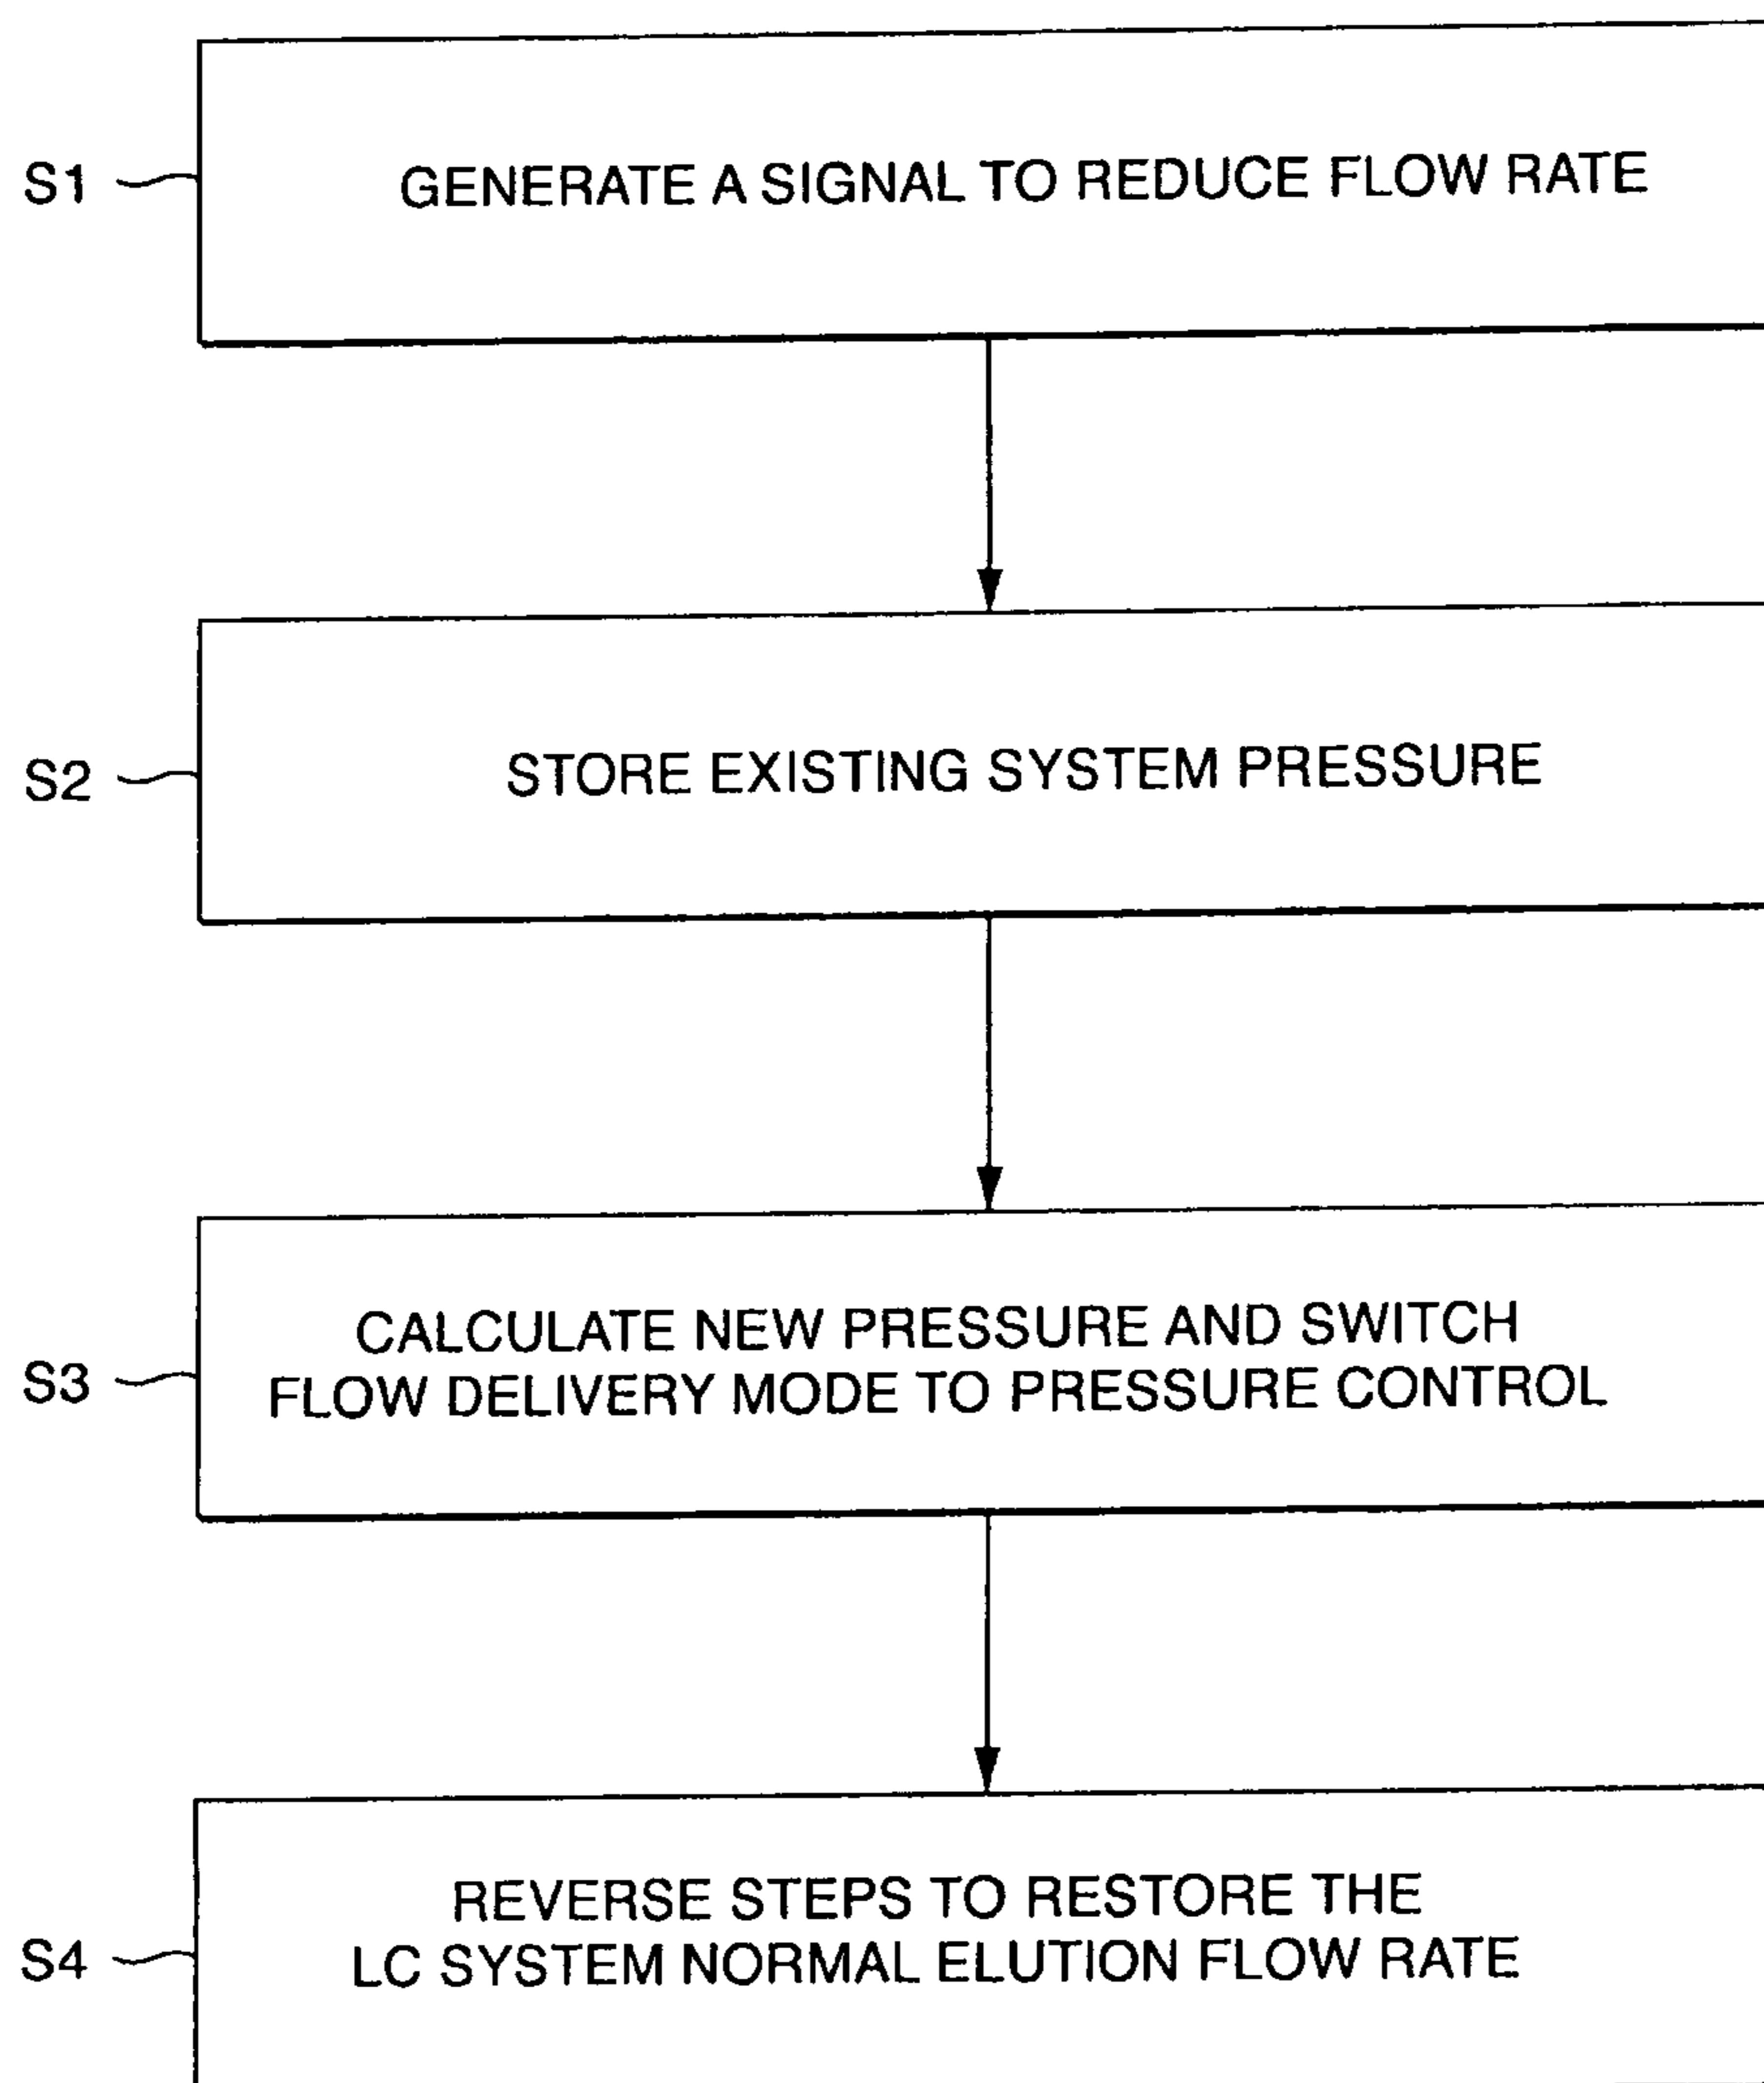 S1
GENERATE A SIGNAL TO REDUCE FLOW RATE
S2
STORE EXISTING SYSTEM PRESSURE
S3
CALCULATE NEW PRESSURE AND SWITCH
FLOW DELIVERY MODE TO PRESSURE CONTROL
S4
REVERSE STEPS TO RESTORE THE
LC SYSTEM NORMAL ELUTION FLOW RATE